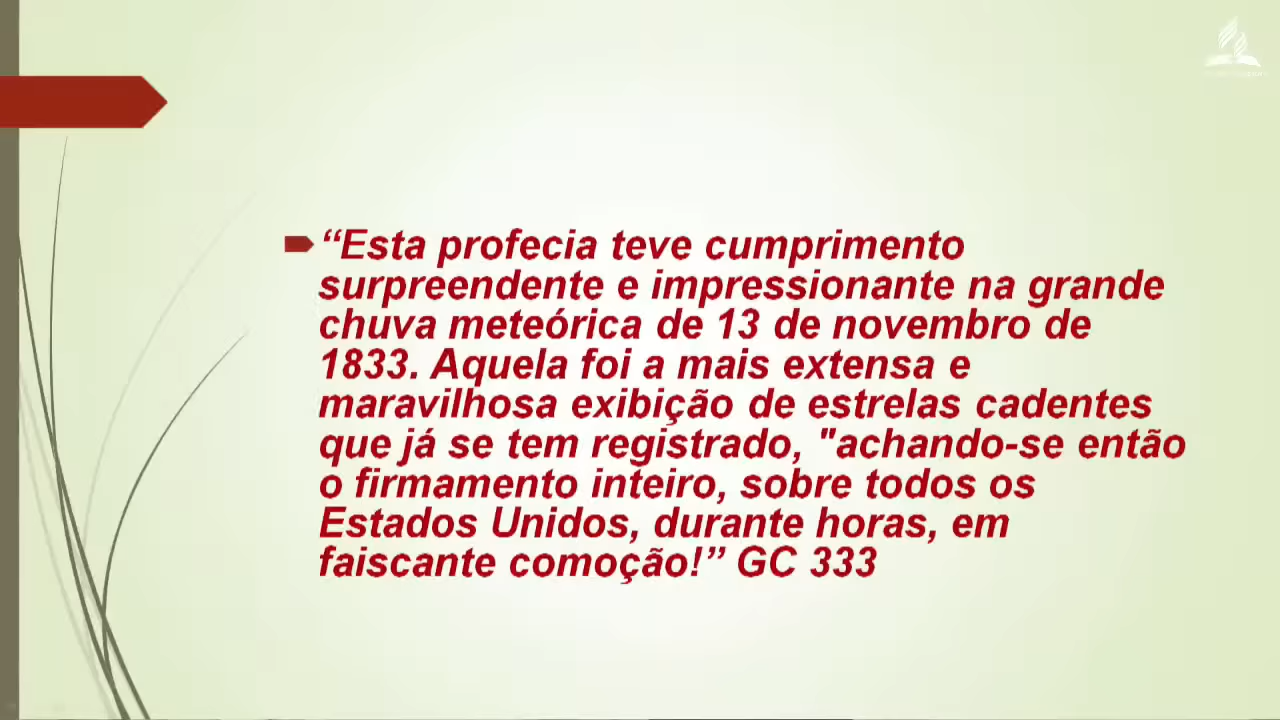 “Esta profecia teve cumprimento
surpreendente e impressionante na grande
chuva meteórica de 13 de novembro de
1833. Aquela foi a mais extensa e
maravilhosa exibição de estrelas cadentes
que já se tem registrado, "achando-se então
o firmamento inteiro, sobre todos os
Estados Unidos, durante horas, em
faiscante comoção!” GC 333